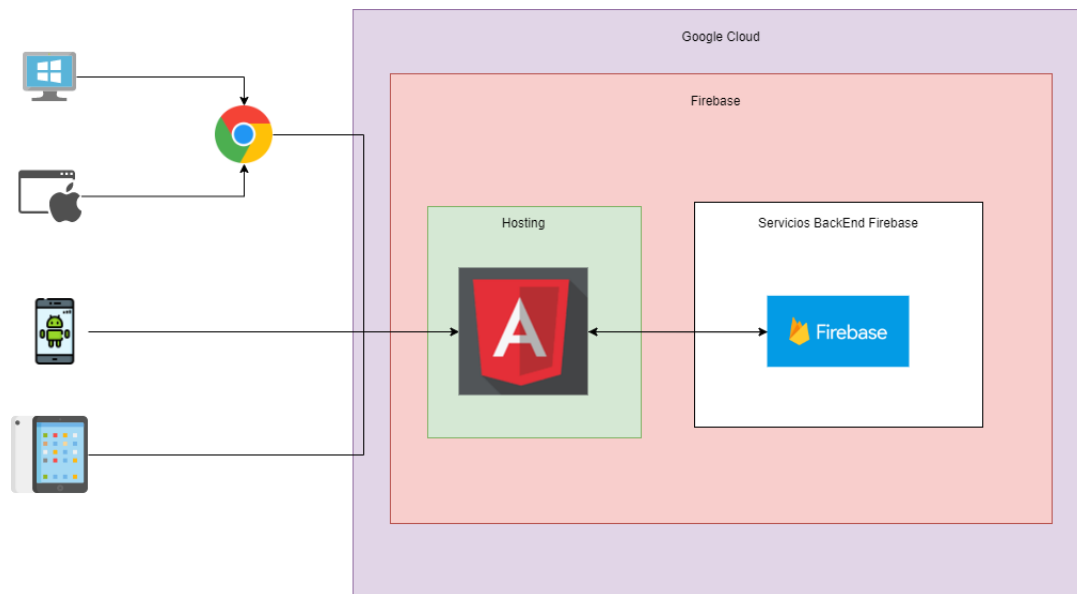 Google Cloud
Firebase
Hosting
Servicios BackEnd Firebase
A
Firebase